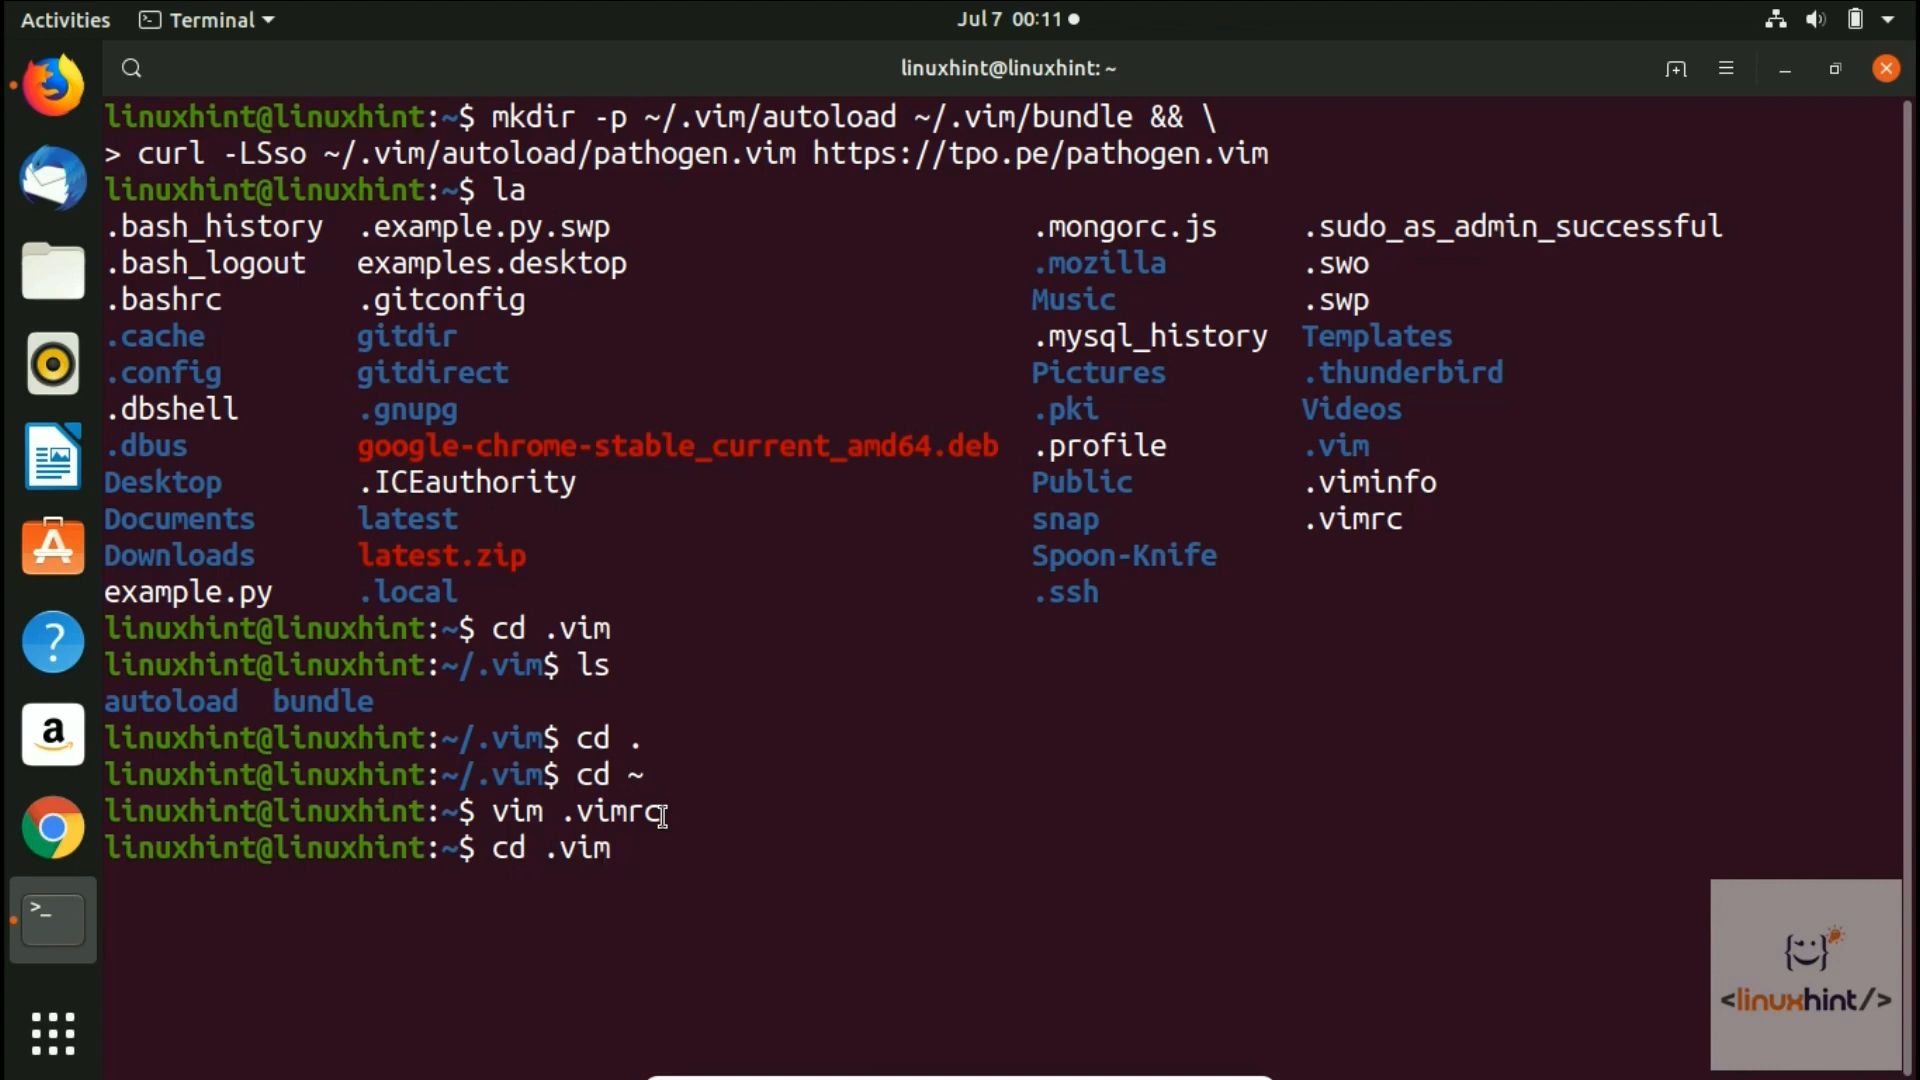 Activities Terminal Jul 7 00:11
linuxhint@linuxhint: ~
linuxhint@linuxhint:~$ mkdir -p ~/.vim/autoload ~/.vim/bundle && \
> curl -LSso ~/.vim/autoload/pathogen.vim https://tpo.pe/pathogen.vim
linuxhint@linuxhint:~$ la
.bash_history .example.py.swp .mongorc.js .sudo_as_admin_successful
.bash_logout examples.desktop .mozilla .swo
.bashrc .gitconfig Music .swp
.cache gitdir .mysql_history Templates
.config gitdirect Pictures .thunderbird
.dbshell .gnupg .pki Videos
.dbus google-chrome-stable_current_amd64.deb .profile .vim
Desktop .ICEauthority Public .viminfo
Documents latest snap .vimrc
Downloads latest.zip Spoon-Knife
example.py .local .ssh
linuxhint@linuxhint:~$ cd .vim
linuxhint@linuxhint:~/.vim$ ls
autoload bundle
linuxhint@linuxhint:~/.vim$ cd .
linuxhint@linuxhint:~/.vim$ cd ~
linuxhint@linuxhint:~$ vim .vimrc
linuxhint@linuxhint:~$ cd .vim
<linuxhint/>